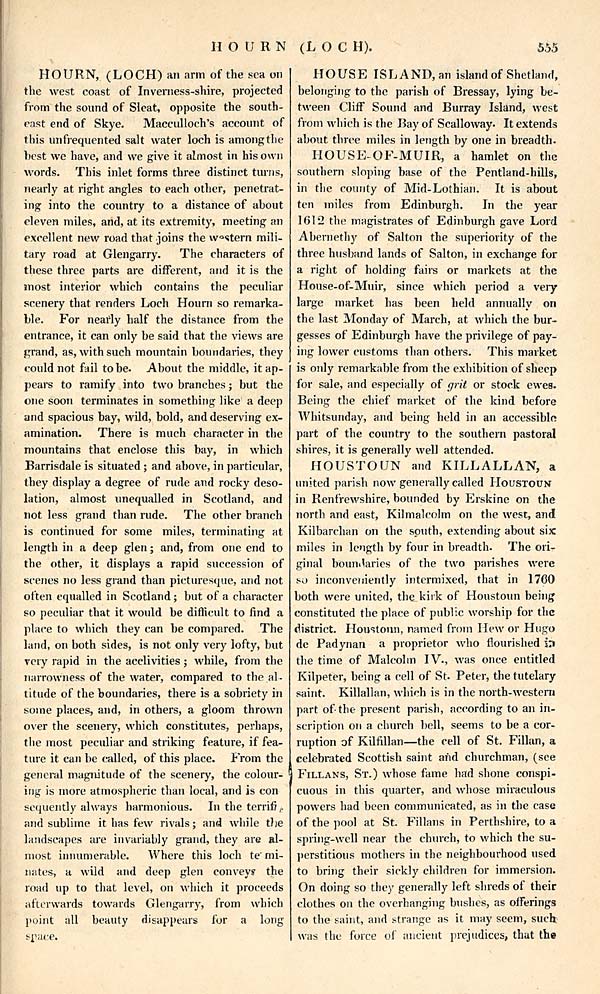 HOURN (LOCH). 555
HOURN, (LOCH) an arm of the sea on
the west coast of Inverness-shire, projected
from the sound of Sleat, opposite the south-
east end of Skye. Macculloch's account of
this unfrequented salt water loch is among the
best we have, and we give it almost in his own
words. This inlet forms three distinct turns,
nearly at right angles to each other, penetrat-
ing into the country to a distance of about
eleven miles, and, at its extremity, meeting an
excellent new road that joins the western mili-
tary road at Glengarry. The characters of
these three parts are different, and it is the
most interior which contains the peculiar
scenery that renders Loch Hourn so remarka-
ble. For nearly half the distance from the
entrance, it can only be said that the views are
grand, as, with such mountain boundaries, they
could not fail to be. About the middle, it ap-
pears to ramify into two branches; but the
one soon terminates in something like a deep
and spacious bay, wild, bold, and deserving ex-
amination. There is much character in the
mountains that enclose this bay, in which
Barrisdale is situated; and above, in particular,
they display a degree of rude and rocky deso-
lation, almost unequalled in Scotland, and
not less grand than rude. The other branch
is continued for some miles, terminating at
length in a deep glen; and, from one end to
the other, it displays a rapid succession of
scenes no less grand than picturesque, and not
often equalled in Scotland; but of a character
so peculiar that it would be difficult to find a
place to which they can be compared. The
land, on both sides, is not only very lofty, but
very rapid in the acclivities; while, from the
narrowness of the water, compared to the al-
titude of the boundaries, there is a sobriety in
some places, and, in others, a gloom thrown
over the scenery, which constitutes, perhaps,
the most peculiar and striking feature, if fea-
ture it can be called, of this place. From the
general magnitude of the scenery, the colour-
ing is more atmospheric than local, and is con
sequently always harmonious. In the terrific
and sublime it has few rivals; and while the
landscapes are invariably grand, they are al-
most innumerable. Where this loch termi-
nates, a wild and deep glen conveys the
road up to that level, on which it proceeds
afterwards towards Glengarry, from which
point all beauty disappears for a long
space.
HOUSE ISLAND, an island of Shetland,
belonging to the parish of Bressay, lying be-
tween Cliff Sound and Burray Island, west
from which is the Bay of Scalloway. It extends
about three miles in length by one in breadth.
HOUSE-OF-MUIR, a hamlet on the
southern sloping base of the Pentland-hills,
in the county of Mid-Lothian. It is about
ten miles from Edinburgh. In the year
1612 the magistrates of Edinburgh gave Lord
Abernethy of Salton the superiority of the
three husband lands of Salton, in exchange for
a right of holding fairs or markets at the
House-of-Muir, since which period a very
large market has been held annually on
the last Monday of March, at which the bur-
gesses of Edinburgh have the privilege of pay-
ing lower customs than others. This market
is only remarkable from the exhibition of sheep
for sale, and especially of grit or stock ewes.
Being the chief market of the kind before
Whitsunday, and being held in an accessible
part of the country to the southern pastoral
shires, it is generally well attended.
HOUSTOUN and KILLALLAN, a
united parish now generally called HOUSTOUN
in Renfrewshire, bounded by Erskine on the
north and east, Kilmalcolm on the west, and
Kilbarchan on the south, extending about six
miles in length by four in breadth. The ori-
ginal boundaries of the two parishes were
so inconveniently intermixed, that in 1760
both were united, the kirk of Houstoun being
constituted the place of public worship for the
district. Houstoun, named from Hew or Hugo
de Padynan a proprietor who flourished in
the time of Malcolm IV., was once entitled
Kilpeter, being a cell of St. Peter, the tutelary
saint. Killallan, which is in the north-western
part of the present parish, according to an in-
scription on a church bell, seems to be a cor-
ruption of Kilfillan—the cell of St. Fillan, a
celebrated Scottish saint and churchman, (see
FILLANS, ST.) whose fame had shone conspi-
cuous in this quarter, and whose miraculous
powers had been communicated, as in the case
of the pool at St. Fillans in Perthshire, to a
spring-well near the church, to which the su-
perstitious mothers in the neighbourhood used
to bring their sickly children for immersion.
On doing so they generally left shreds of their
clothes on the overhanging bushes, as offerings
to the saint, and strange as it may seem, such
was the force of ancient prejudices, that the